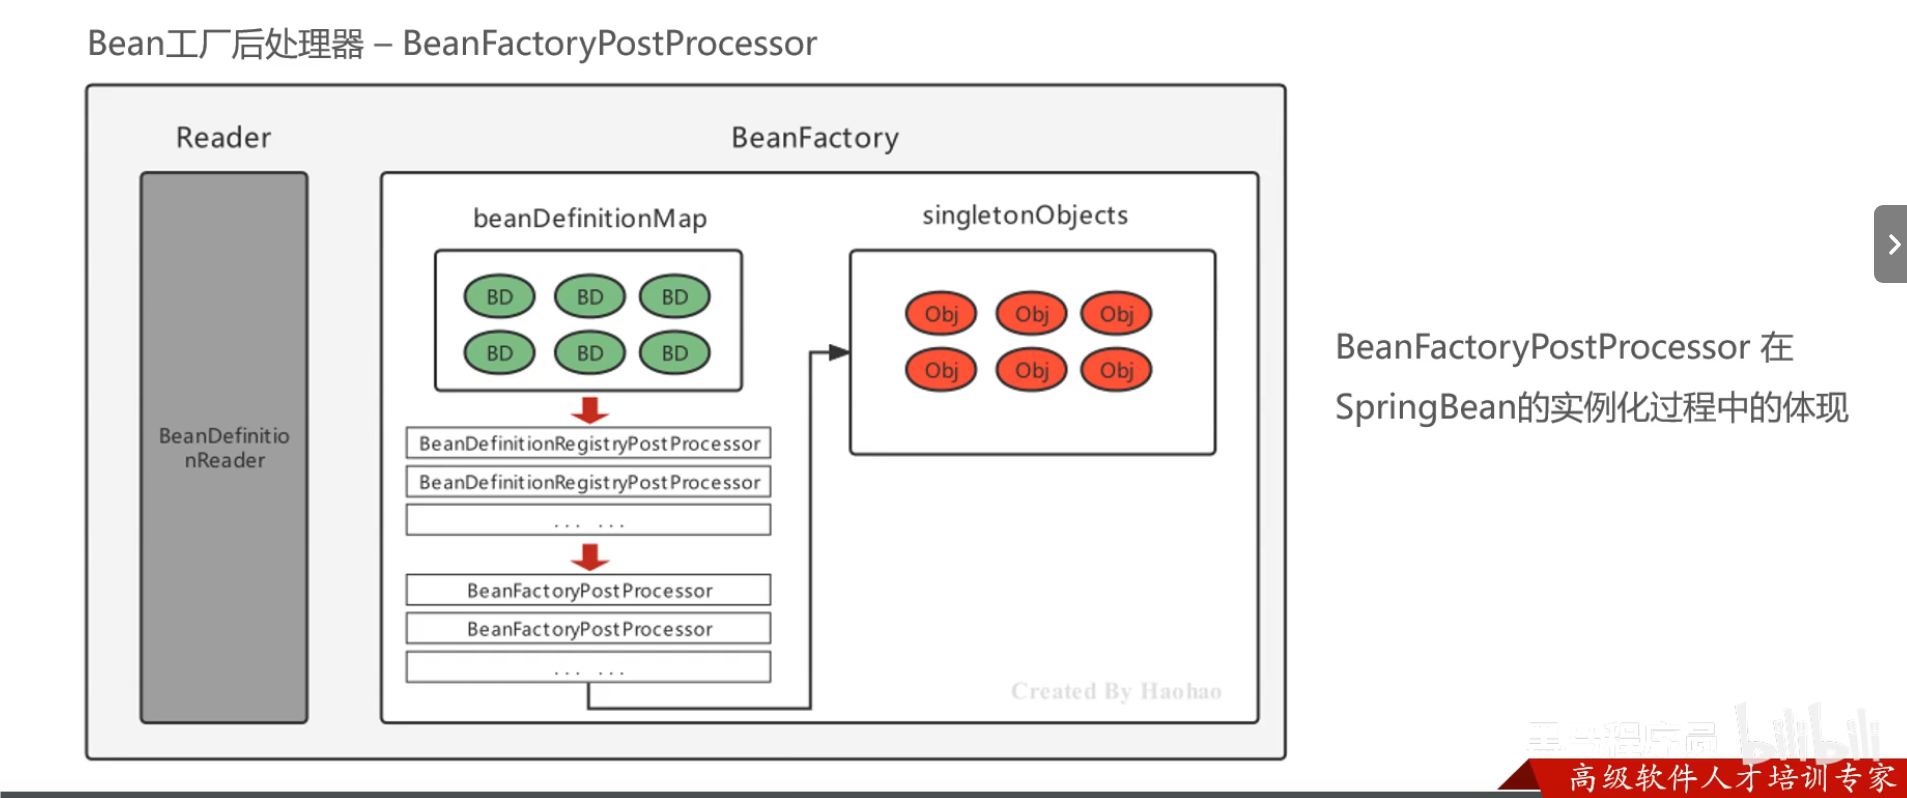 Bean工厂后处理器 – BeanFactoryPostProcessor
Reader
BeanFactory
BeanDefinitio
nReader
beanDefinitionMap
BD BD BD
BD BD BD
BeanDefinitionRegistryPostProcessor
BeanDefinitionRegistryPostProcessor
... ...
BeanFactoryPostProcessor
BeanFactoryPostProcessor
... ...
singletonObjects
Obj Obj Obj
Obj Obj Obj
Created By Haohao
BeanFactoryPostProcessor 在
SpringBean的实例化过程中的体现
黑马程序员
bilibili
高级软件人才培训专家